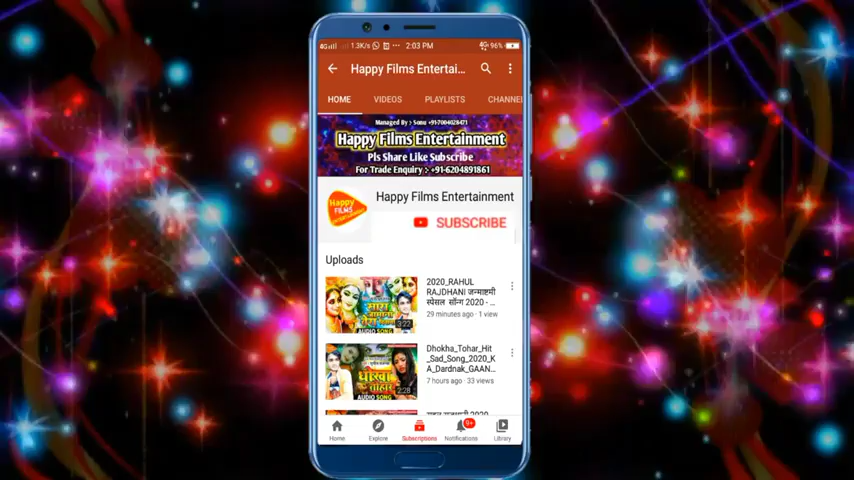 4G 1.3K/s 2:03 PM 4G 96%
Happy Films Entertai...
HOME VIDEOS PLAYLISTS CHANNEL
Managed By :- Sonu +917004028421
Happy Films Entertainment
Pls Share Like Subscribe
For Trade Enquiry :- +91-6204891861
Happy FILMS
Happy Films Entertainment
SUBSCRIBE
Uploads
2020_RAHUL
RAJDHANI जन्माष्टमी
स्पेसल सॉन्ग 2020 - ...
29 minutes ago · 1 view
AUDIO SONG
3:22
Dhokha_Tohar_Hit
_Sad_Song_2020_K
A_Dardnak_GAAN...
7 hours ago · 33 views
धोखा
तोहार
AUDIO SONG
2:28
Home Explore Subscriptions Notifications Library
9+